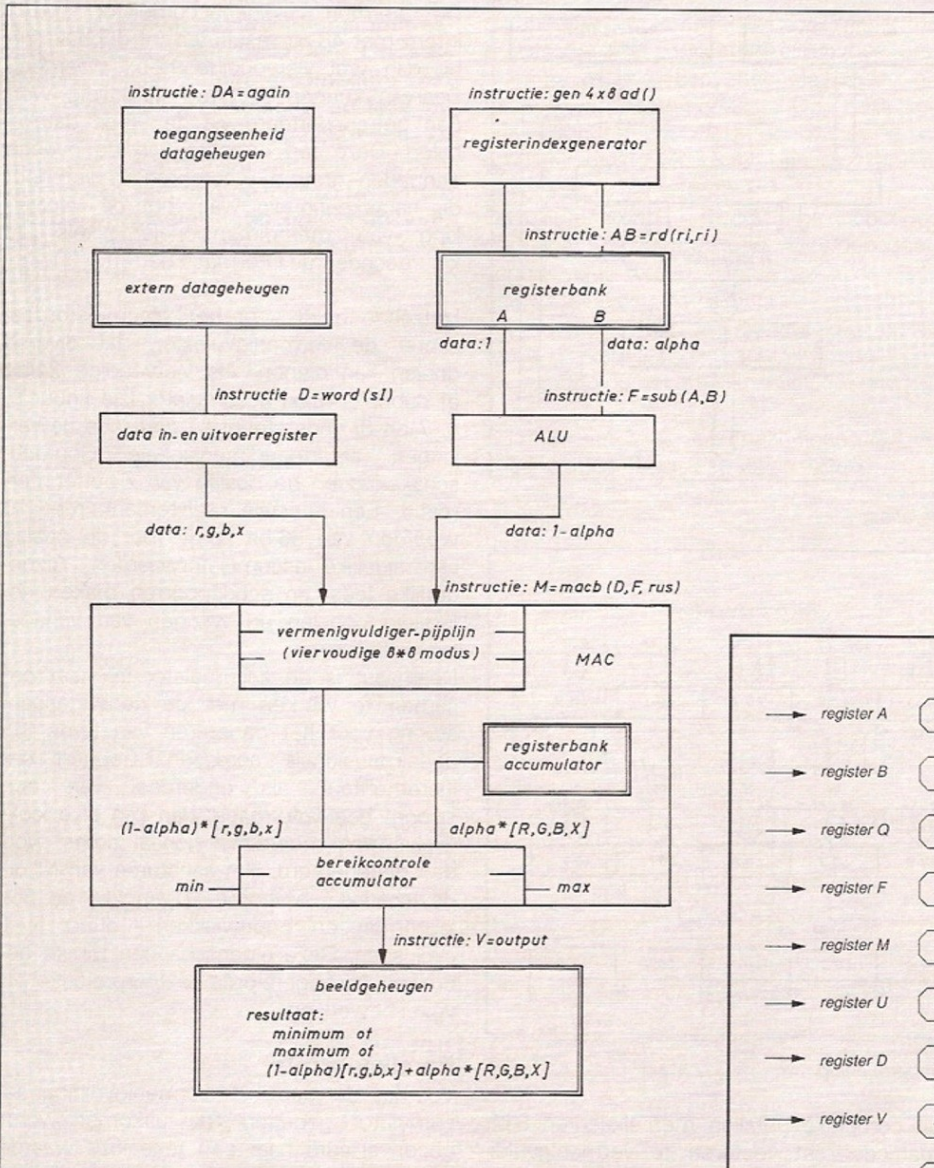 instructie: DA=again
toegangseenheid
datageheugen
extern datageheugen
instructie D=word(sI)
data in- en uitvoerregister
data: r,g,b,x
instructie: gen 4x8 ad()
registerindexgenerator
instructie: AB=rd(ri,ri)
registerbank
A B
data:1 data: alpha
instructie: F=sub(A,B)
ALU
data: 1-alpha
instructie: M=macb(D,F,rus)
vermenigvuldiger-pijplijn
(viervoudige 8*8 modus)
MAC
registerbank
accumulator
(1-alpha)*[r,g,b,x] alpha*[R,G,B,X]
bereikcontrole
accumulator
min max
instructie: V=output
beeldgeheugen
resultaat:
minimum of
maximum of
(1-alpha)[r,g,b,x]+alpha*[R,G,B,X]
register A
register B
register Q
register F
register M
register U
register D
register V